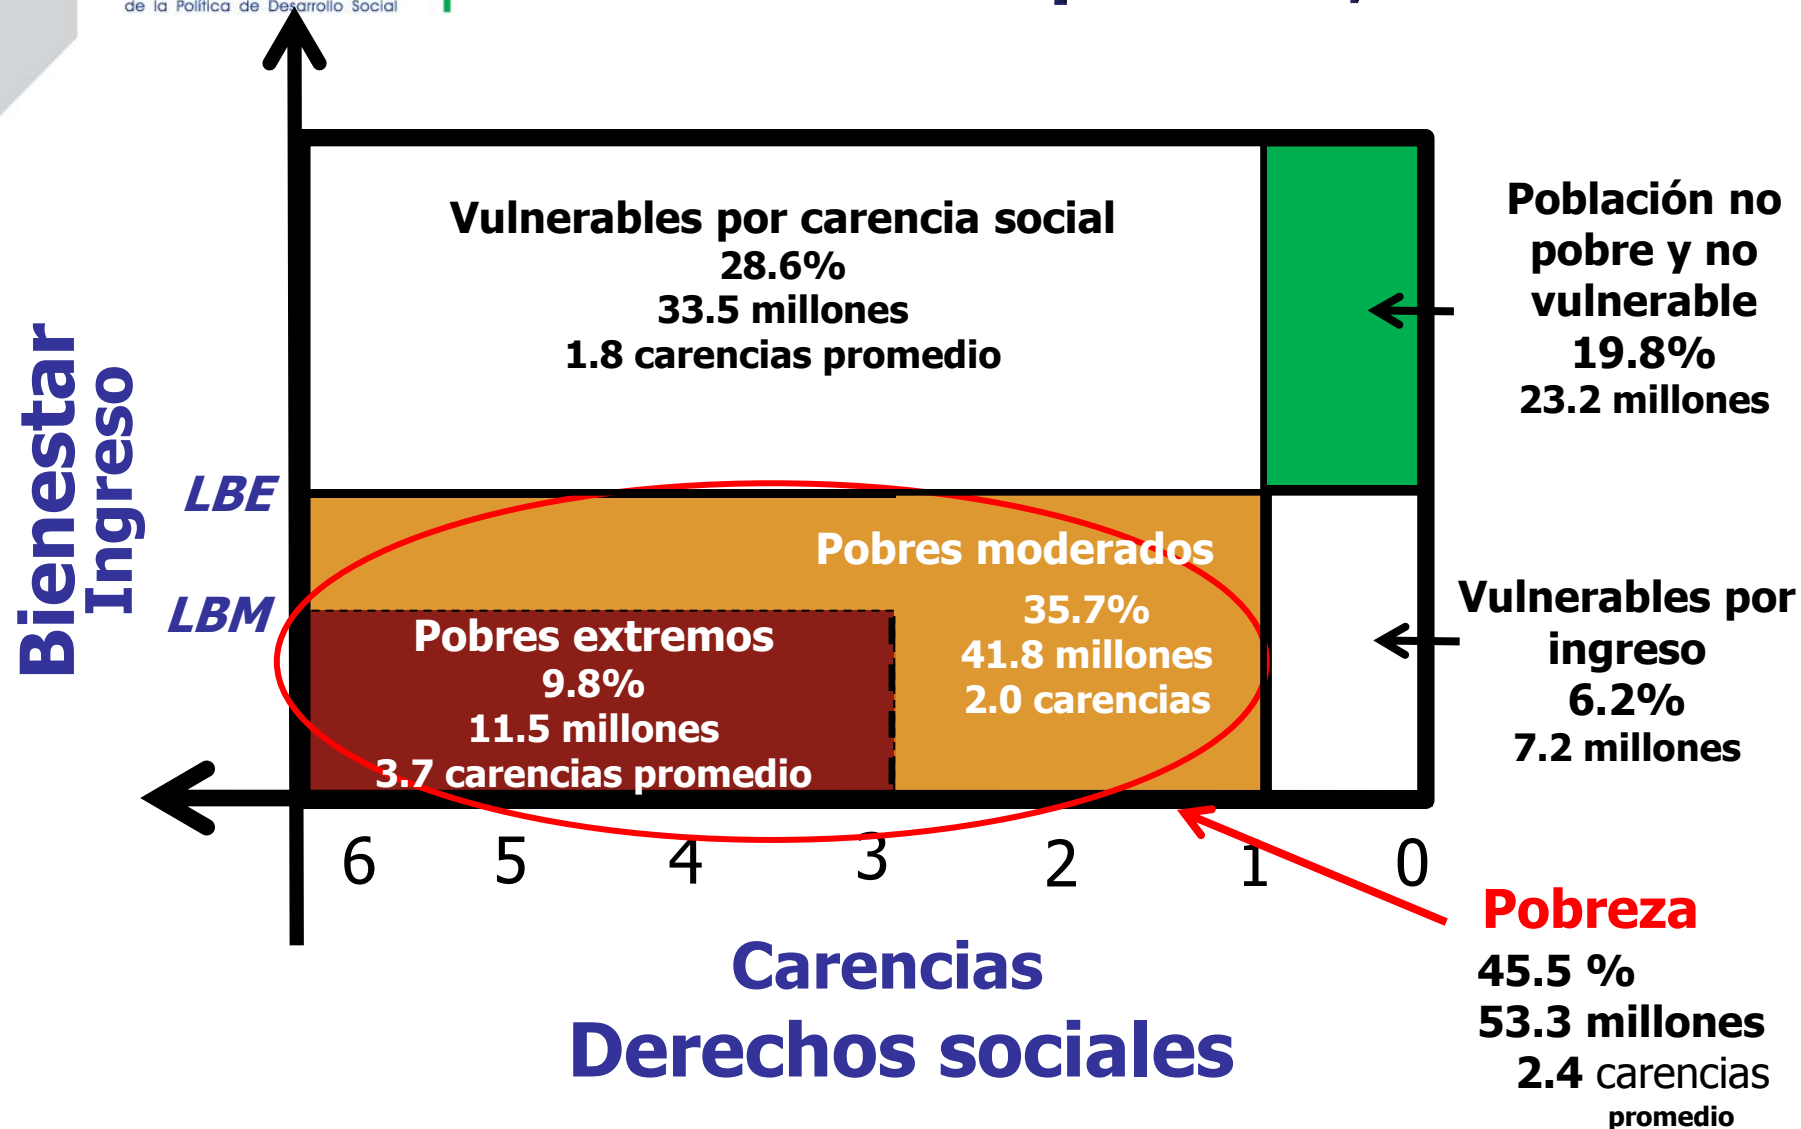 de la Política de Desarrollo Social
Vulnerables por carencia social
28.6%
33.5 millones
1.8 carencias promedio
Población no
pobre y no
vulnerable
19.8%
23.2 millones
Bienestar
Ingreso
LBE
LBM
Pobres moderados
35.7%
41.8 millones
2.0 carencias
Pobres extremos
9.8%
11.5 millones
3.7 carencias promedio
Vulnerables por
ingreso
6.2%
7.2 millones
6 5 4 3 2 1 0
Carencias
Derechos sociales
Pobreza
45.5 %
53.3 millones
2.4 carencias
promedio